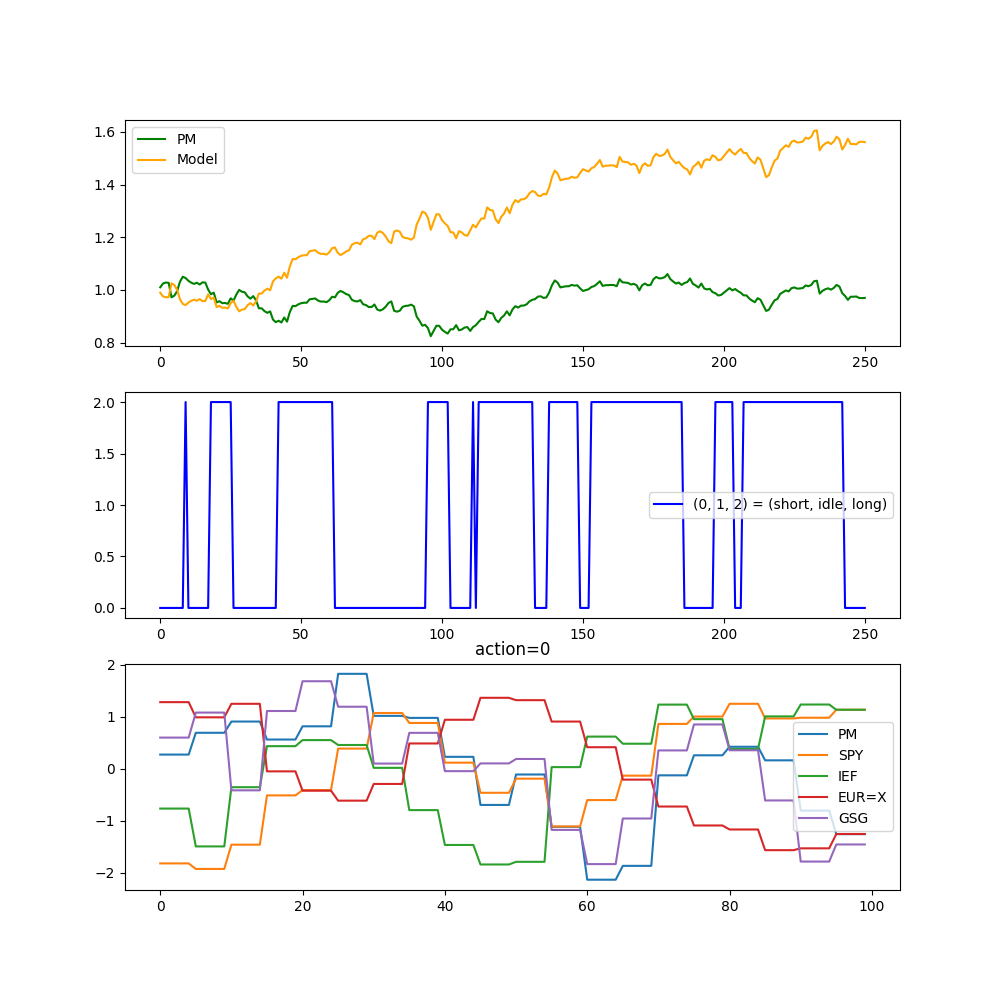 1.6
1.4
1.2
1.0
0.8
PM
Model
0 50 100 150 200 250
2.0
1.5
1.0
0.5
0.0
(0, 1, 2) = (short, idle, long)
0 50 100 150 200 250
action=0
2
1
0
−1
−2
PM
SPY
IEF
EUR=X
GSG
0 20 40 60 80 100